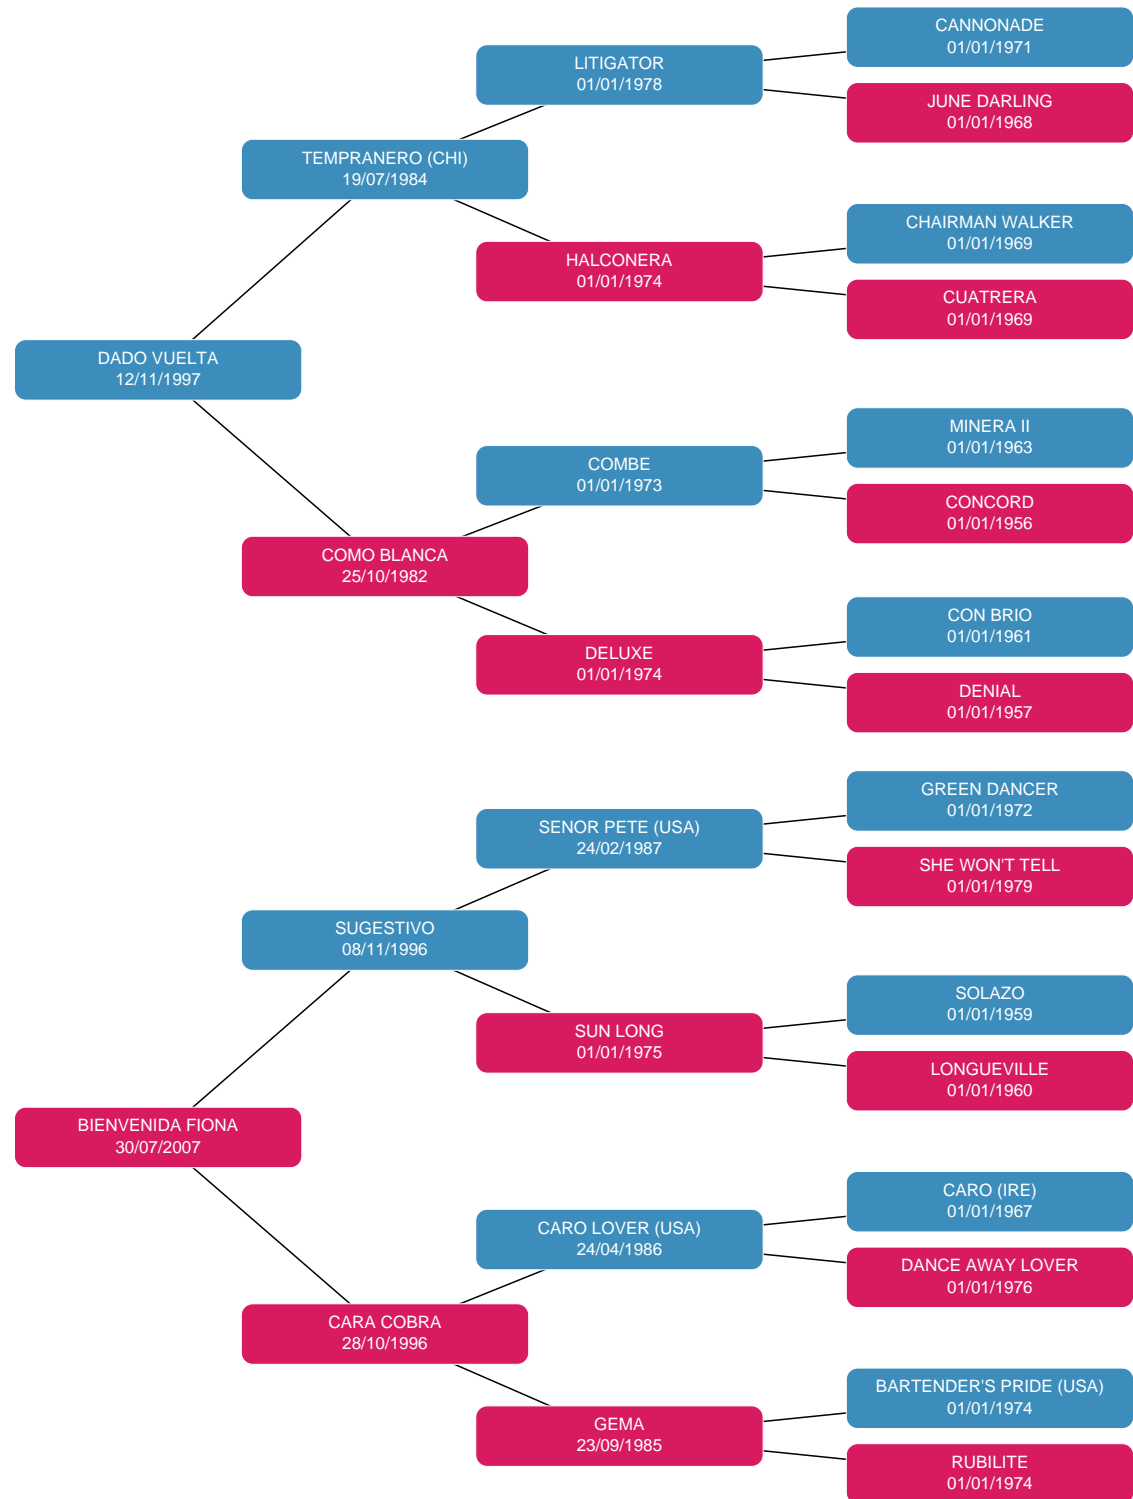 CANNONADE
01/01/1971
LITIGATOR
01/01/1978
JUNE DARLING
01/01/1968
TEMPRANERO (CHI)
19/07/1984
CHAIRMAN WALKER
01/01/1969
HALCONERA
01/01/1974
CUATRERA
01/01/1969
DADO VUELTA
12/11/1997
MINERA II
01/01/1963
COMBE
01/01/1973
CONCORD
01/01/1956
COMO BLANCA
25/10/1982
CON BRIO
01/01/1961
DELUXE
01/01/1974
DENIAL
01/01/1957
GREEN DANCER
01/01/1972
SENOR PETE (USA)
24/02/1987
SHE WON'T TELL
01/01/1979
SUGESTIVO
08/11/1996
SOLAZO
01/01/1959
SUN LONG
01/01/1975
LONGUEVILLE
01/01/1960
BIENVENIDA FIONA
30/07/2007
CARO (IRE)
01/01/1967
CARO LOVER (USA)
24/04/1986
DANCE AWAY LOVER
01/01/1976
CARA COBRA
28/10/1996
BARTENDER'S PRIDE (USA)
01/01/1974
GEMA
23/09/1985
RUBILITE
01/01/1974